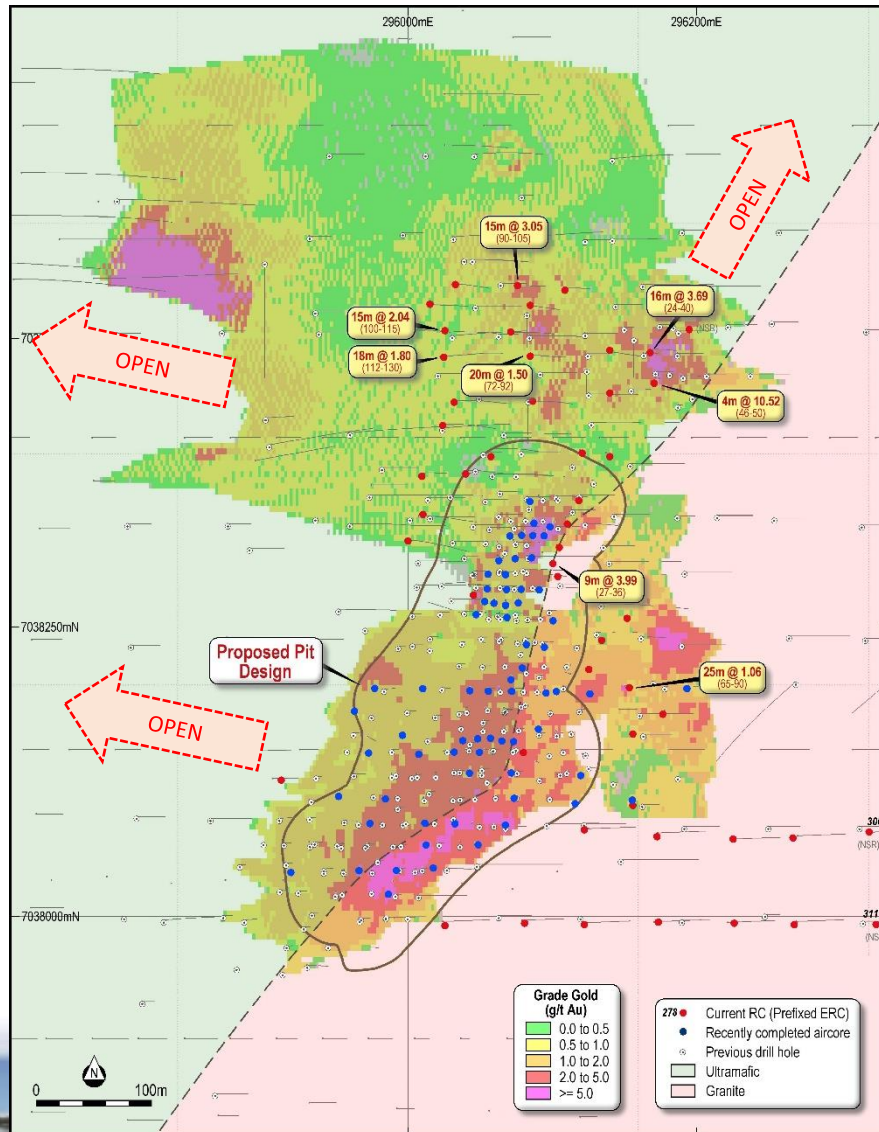 296000mE
296200mE
OPEN
15m @ 3.05
(90-105)
16m @ 3.69
(24-40)
(NSR)
15m @ 2.04
(100-115)
18m @ 1.80
(112-130)
20m @ 1.50
(72-92)
4m @ 10.52
(46-50)
OPEN
9m @ 3.99
(27-36)
7038250mN
Proposed Pit
Design
25m @ 1.06
(65-90)
OPEN
(NSR)
7038000mN
311
Grade Gold
(g/t Au)
0.0 to 0.5
0.5 to 1.0
1.0 to 2.0
2.0 to 5.0
>= 5.0
278 Current RC (Prefixed ERC)
Recently completed aircore
Previous drill hole
Ultramafic
Granite
N
0 100m